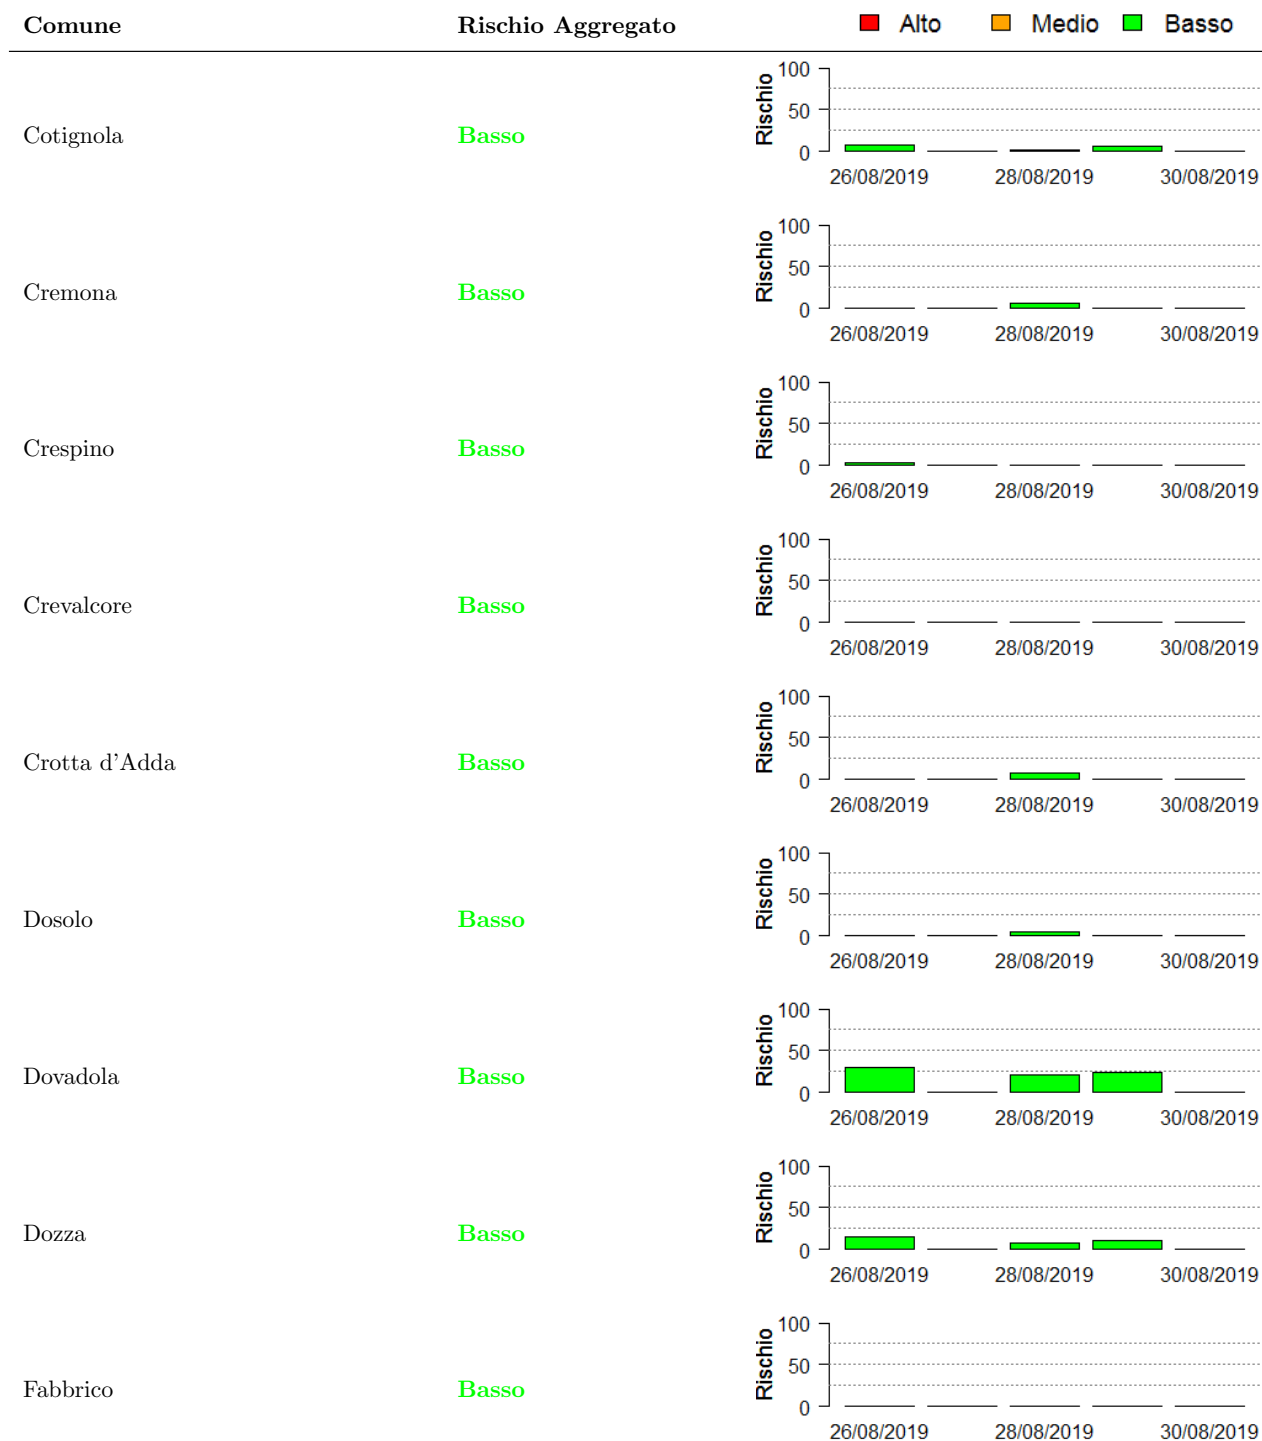 Comune Rischio Aggregato Alto Medio Basso
Cotignola Basso
Rischio
100
50
0
26/08/2019 28/08/2019 30/08/2019
Cremona Basso
Rischio
100
50
0
26/08/2019 28/08/2019 30/08/2019
Crespino Basso
Rischio
100
50
0
26/08/2019 28/08/2019 30/08/2019
Crevalcore Basso
Rischio
100
50
0
26/08/2019 28/08/2019 30/08/2019
Crotta d'Adda Basso
Rischio
100
50
0
26/08/2019 28/08/2019 30/08/2019
Dosolo Basso
Rischio
100
50
0
26/08/2019 28/08/2019 30/08/2019
Dovadola Basso
Rischio
100
50
0
26/08/2019 28/08/2019 30/08/2019
Dozza Basso
Rischio
100
50
0
26/08/2019 28/08/2019 30/08/2019
Fabbrico Basso
Rischio
100
50
0
26/08/2019 28/08/2019 30/08/2019